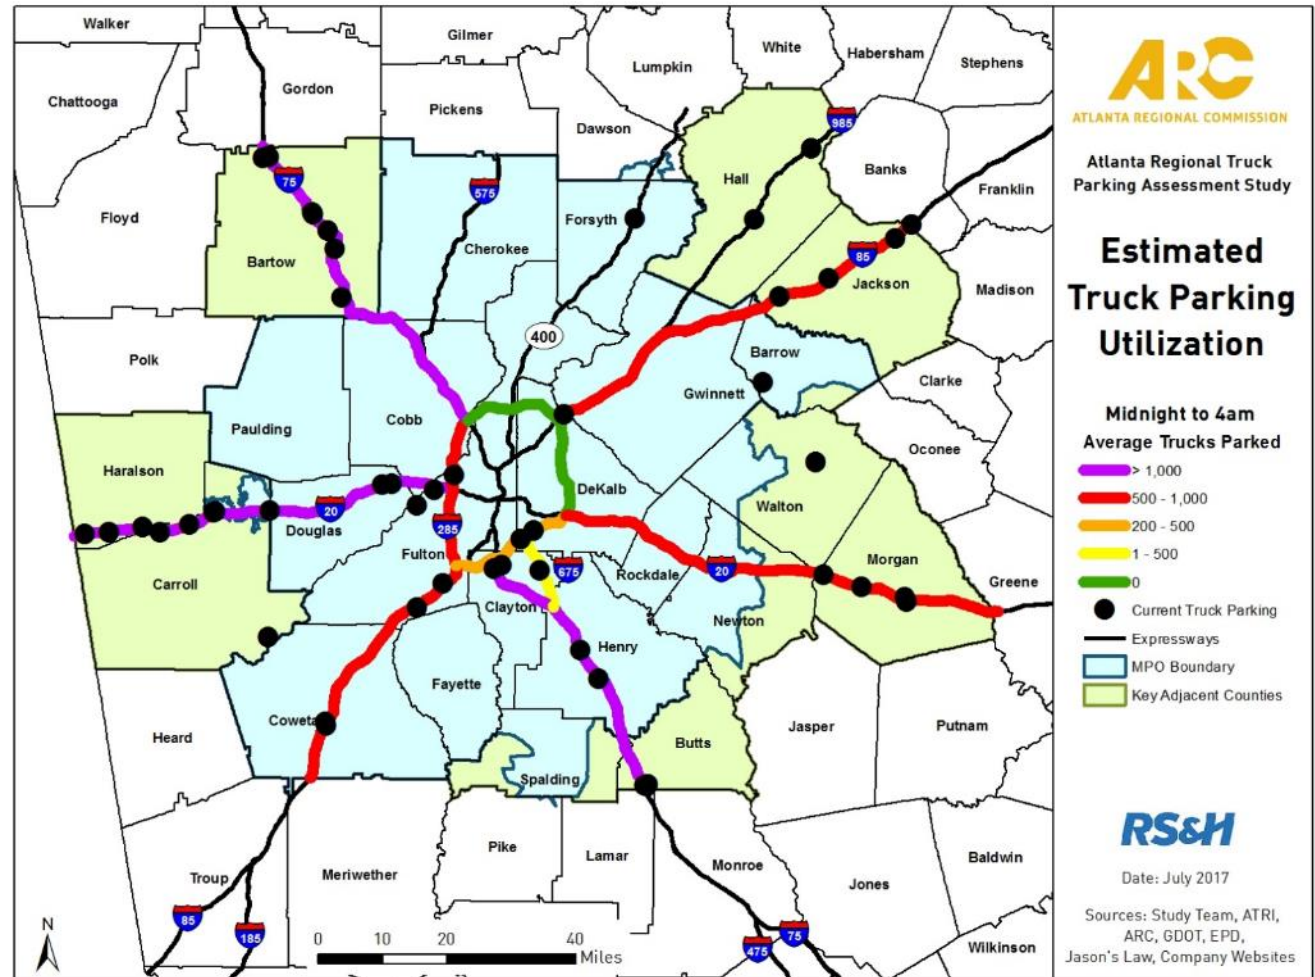 Walker
Gilmer
White
Habersham
Stephens
Lumpkin
Chattooga
Gordon
Pickens
Dawson
985
Banks
Franklin
75
575
Hall
Floyd
Forsyth
Cherokee
Bartow
85
Jackson
Madison
400
Polk
Barrow
Clarke
Gwinnett
Cobb
Paulding
Oconee
Haralson
DeKalb
Walton
20
Douglas
285
Fulton
Morgan
Carroll
675
Rockdale
20
Greene
Clayton
Newton
Henry
Fayette
Coweta
Heard
Butts
Jasper
Putnam
Spalding
Pike
Lamar
Monroe
Baldwin
Troup
Meriwether
Jones
85
185
75
475
Wilkinson
N
0 10 20 40
Miles
ARC
ATLANTA REGIONAL COMMISSION
Atlanta Regional Truck
Parking Assessment Study
Estimated
Truck Parking
Utilization
Midnight to 4am
Average Trucks Parked
> 1,000
500 - 1,000
200 - 500
1 - 500
0
Current Truck Parking
Expressways
MPO Boundary
Key Adjacent Counties
RS&H
Date: July 2017
Sources: Study Team, ATRI,
ARC, GDOT, EPD,
Jason's Law, Company Websites